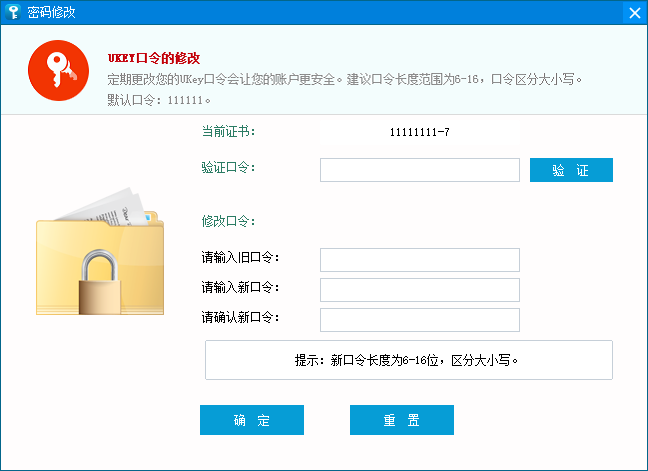 密码修改
UKEY口令的修改
定期更改您的UKey口令会让您的账户更安全。建议口令长度范围为6-16，口令区分大小写。
默认口令：111111。
当前证书：
11111111-7
验证口令：
验 证
修改口令：
请输入旧口令：
请输入新口令：
请确认新口令：
提示：新口令长度为6-16位，区分大小写。
确 定
重 置